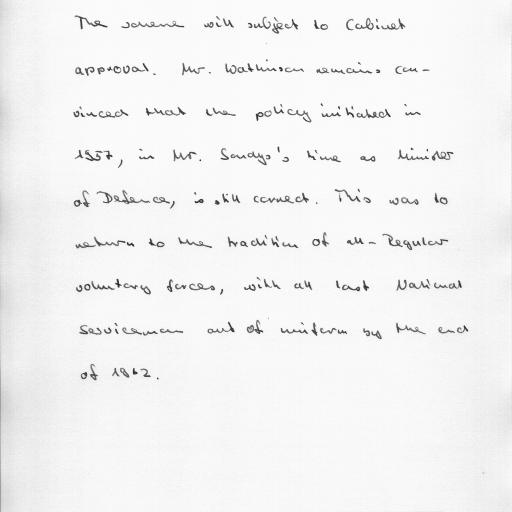 The scheme will subject to Cabinet
approval. Mr. Watkinson remains con-
vinced that the policy initiated in
1957, in Mr. Sandys's time as Minister
of Defence, is still correct. This was to
return to the tradition of all-Regular
voluntary forces, with all last National
Serviceman out of uniform by the end
of 1962.